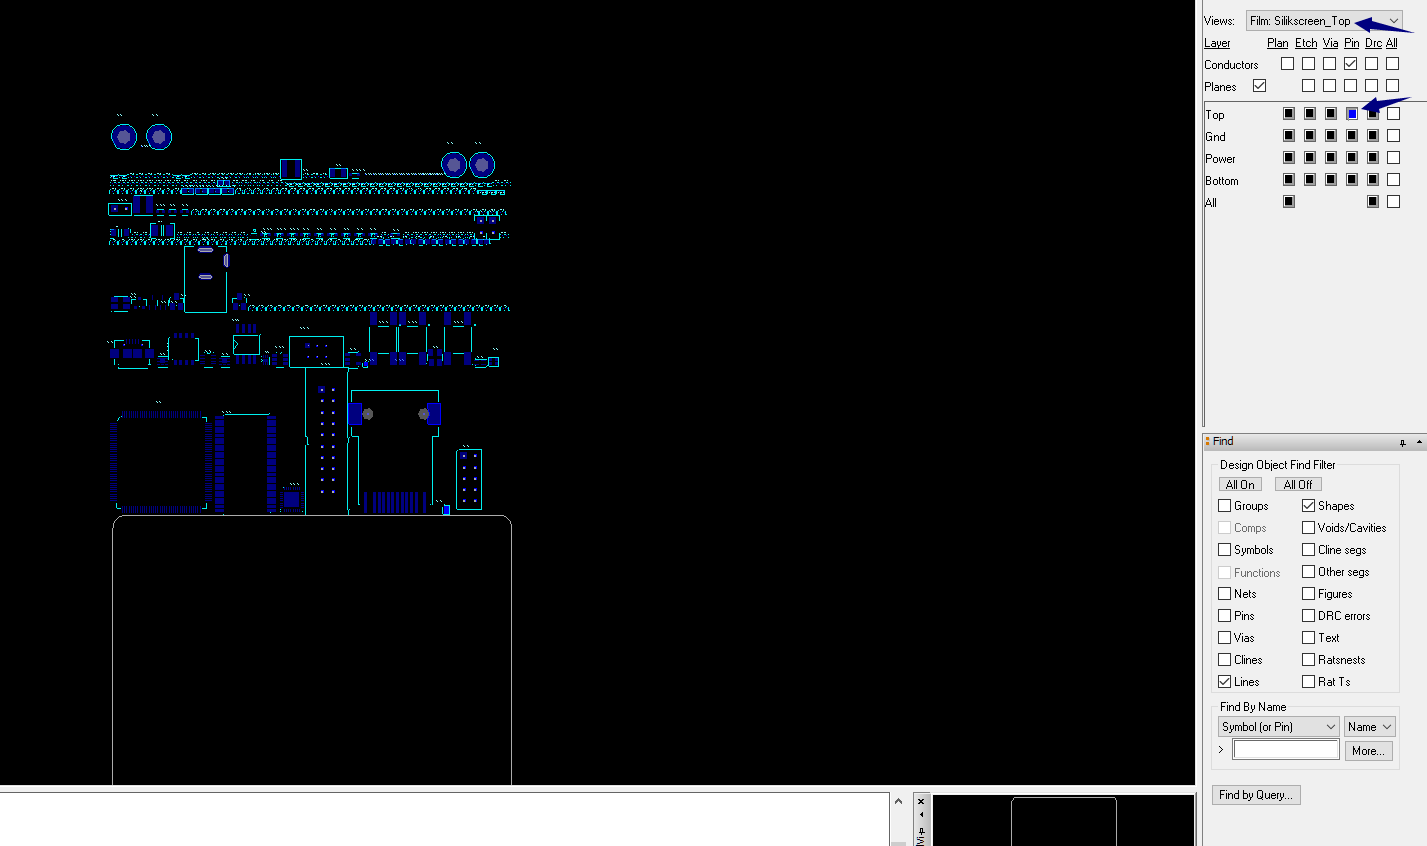 Views: Film: Silikscreen_Top
Layer Plan Etch Via Pin Drc All
Conductors
Planes
Top
Gnd
Power
Bottom
All
Find
Design Object Find Filter
All On All Off
Groups Shapes
Comps Voids/Cavities
Symbols Cline segs
Functions Other segs
Nets Figures
Pins DRC errors
Vias Text
Clines Ratsnests
Lines Rat Ts
Find By Name
Symbol (or Pin) Name
> More...
Find by Query...